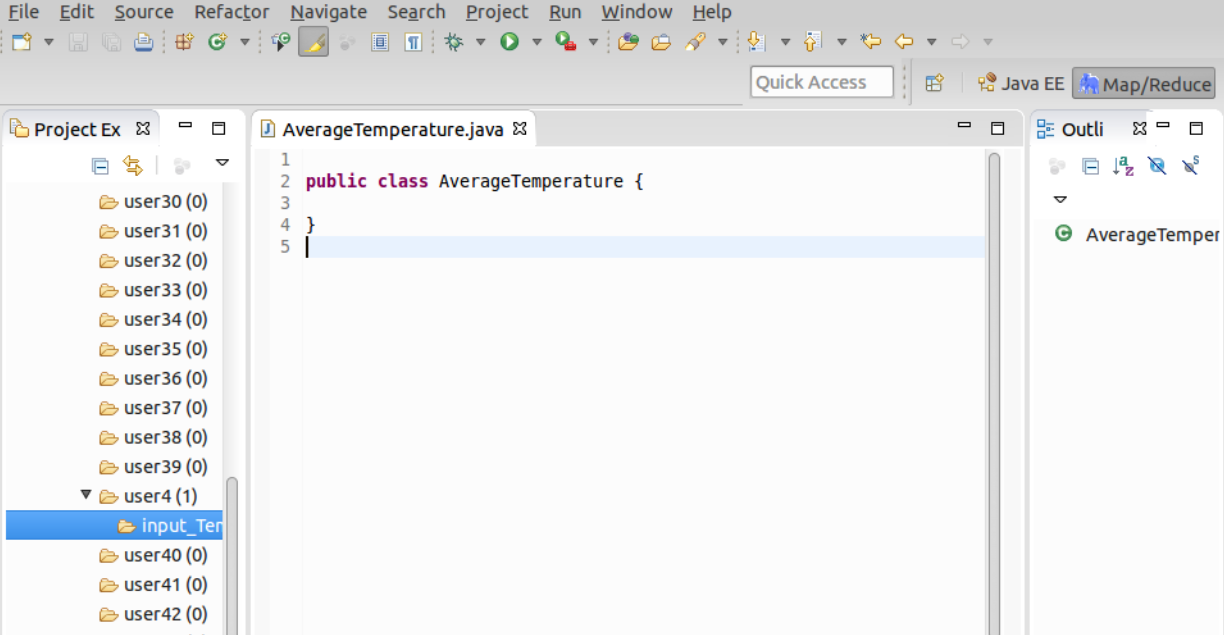 File Edit Source Refactor Navigate Search Project Run Window Help
Quick Access
Java EE
Map/Reduce
Project Ex
AverageTemperature.java
Outli
1
2 public class AverageTemperature {
3
4 }
5
user30 (0)
user31 (0)
user32 (0)
user33 (0)
user34 (0)
user35 (0)
user36 (0)
user37 (0)
user38 (0)
user39 (0)
user4 (1)
input_Ter
user40 (0)
user41 (0)
user42 (0)
AverageTemper